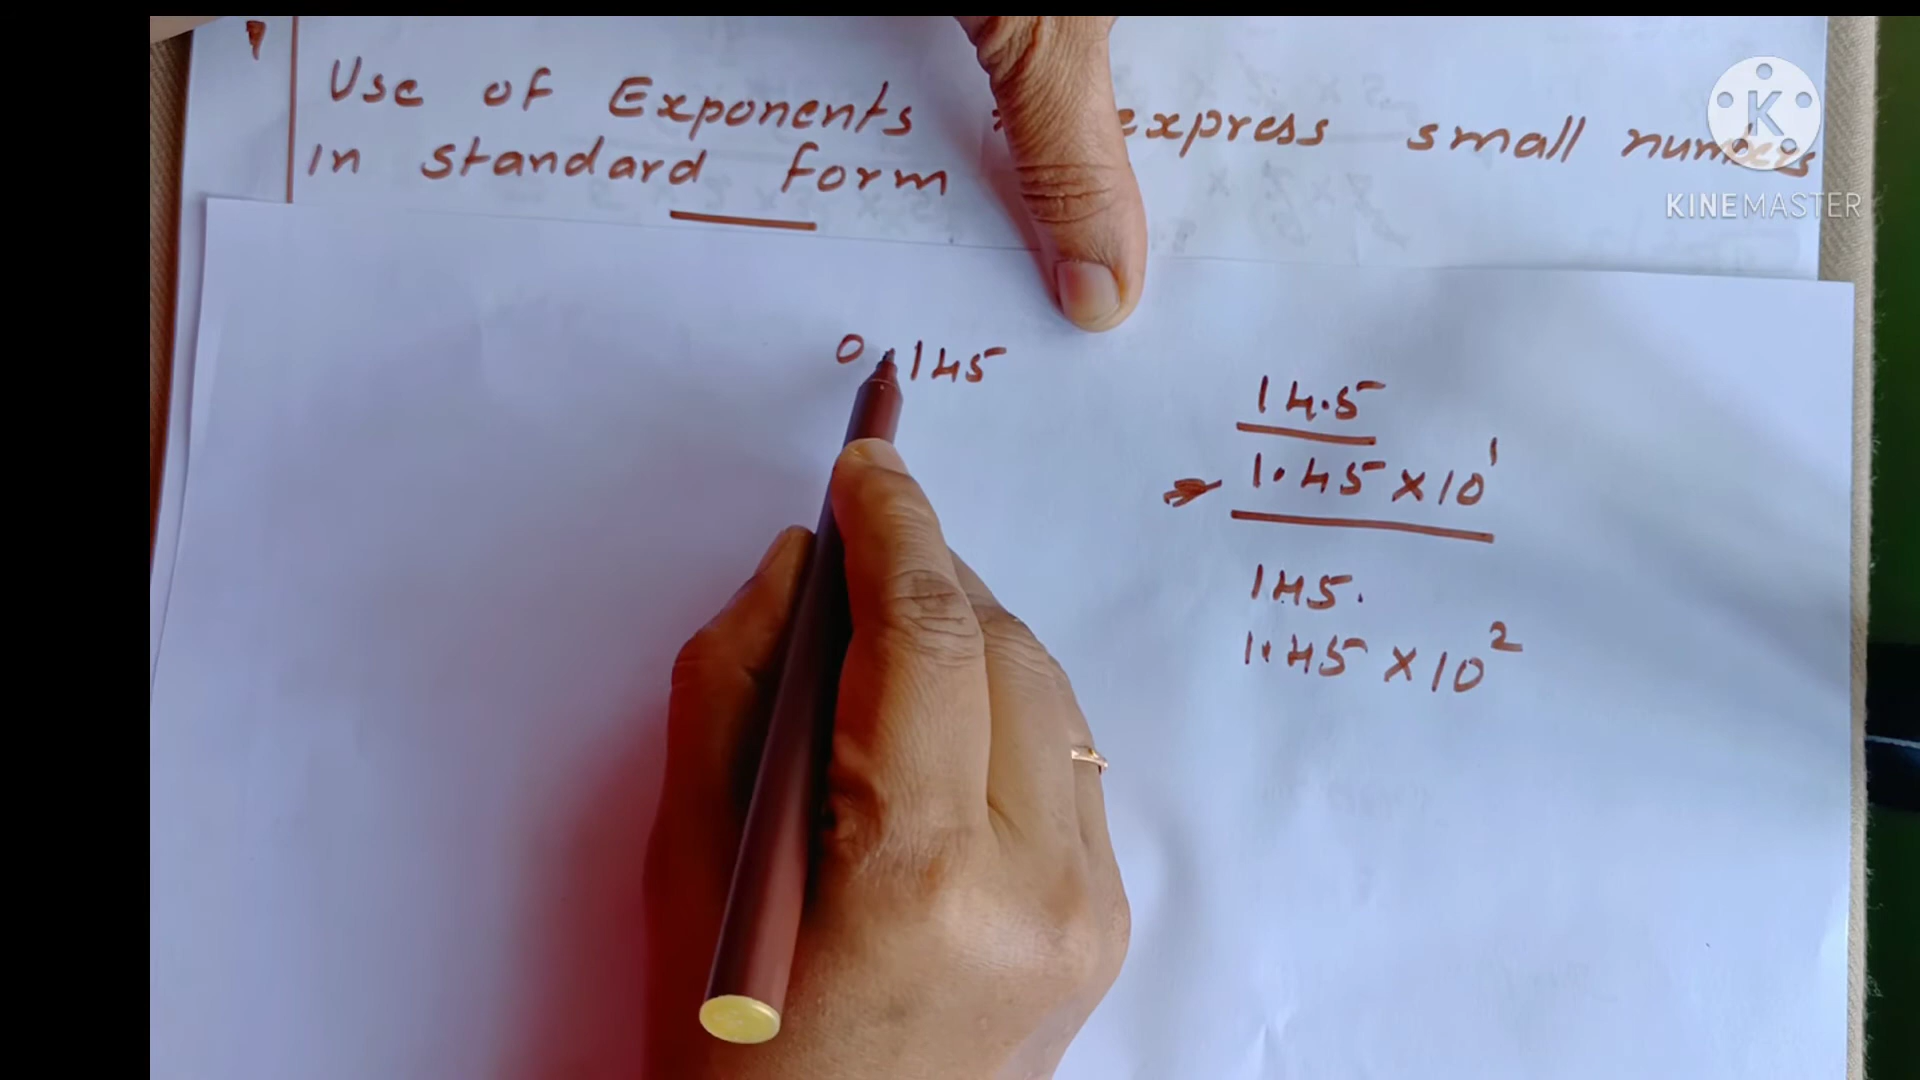 Use of Exponents express small numbers
in standard form
0.145
14.5
1.45 × 10¹
145.
1.45 × 10²
K
KINEMASTER